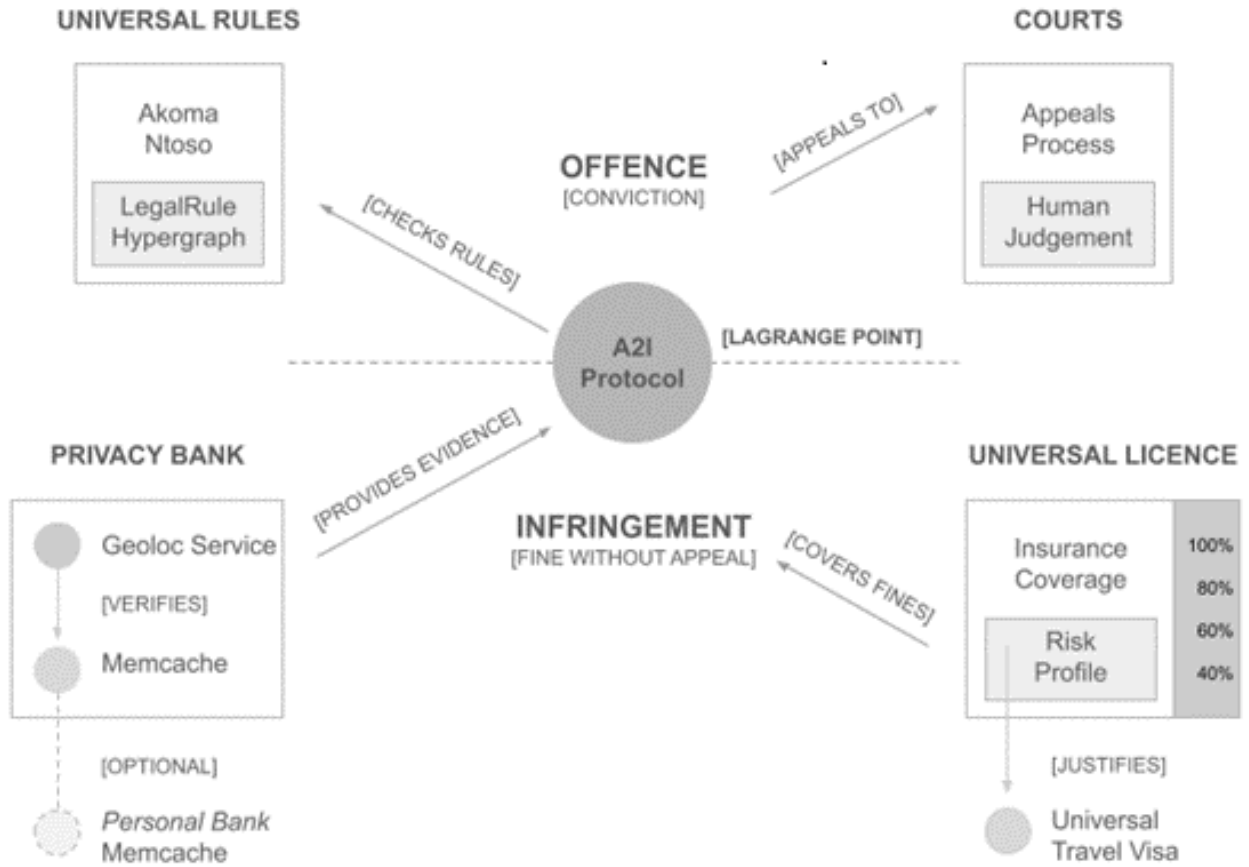 UNIVERSAL RULES
Akoma
Ntoso
LegalRule
Hypergraph
COURTS
Appeals
Process
Human
Judgement
OFFENCE
[CONVICTION]
[APPEALS TO]
[CHECKS RULES]
A2I
Protocol
[LAGRANGE POINT]
[PROVIDES EVIDENCE]
PRIVACY BANK
Geoloc Service
[VERIFIES]
Memcache
[OPTIONAL]
Personal Bank
Memcache
INFRINGEMENT
[FINE WITHOUT APPEAL]
[COVERS FINES]
UNIVERSAL LICENCE
Insurance
Coverage
Risk
Profile
100%
80%
60%
40%
[JUSTIFIES]
Universal
Travel Visa